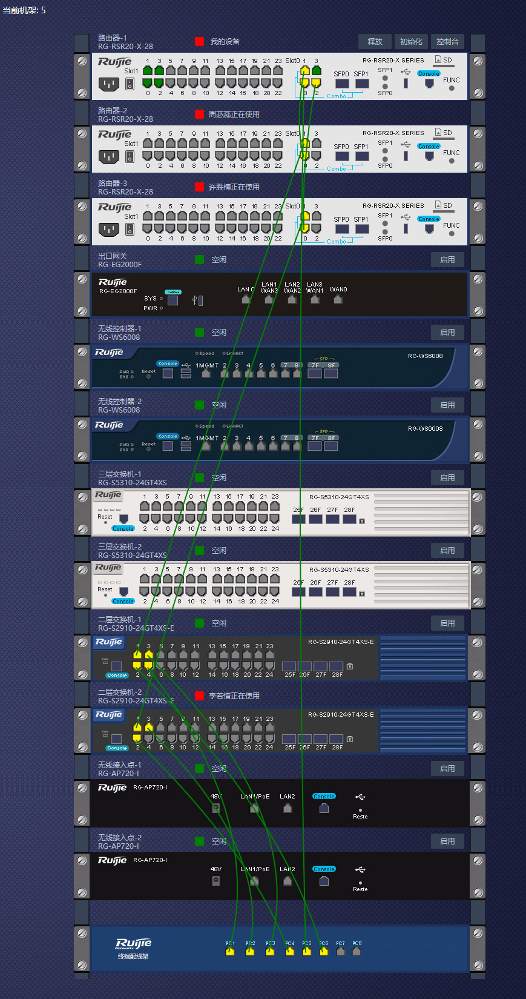 当前机架: 5
路由器-1
RG-RSR20-X-28
我的设备
释放 初始化 控制台
Ruijie
Slot1
1 3 5 7 9 11 13 15 17 19 21 23
0 2 4 6 8 10 12 14 16 18 20 22
Slot0 1 3
0 2
Combo
SFP0 SFP1
RG-RSR20-X SERIES
SFP1
SFP0
SD
Console
FUNC
路由器-2
RG-RSR20-X-28
周苾蕊正在使用
Ruijie
Slot1
1 3 5 7 9 11 13 15 17 19 21 23
0 2 4 6 8 10 12 14 16 18 20 22
Slot0 1 3
0 2
Combo
SFP0 SFP1
RG-RSR20-X SERIES
SFP1
SFP0
SD
Console
FUNC
路由器-3
RG-RSR20-X-28
许胜楠正在使用
Ruijie
Slot1
1 3 5 7 9 11 13 15 17 19 21 23
0 2 4 6 8 10 12 14 16 18 20 22
Slot0 1 3
0 2
Combo
SFP0 SFP1
RG-RSR20-X SERIES
SFP1
SFP0
SD
Console
FUNC
出口网关
RG-EG2000F
空闲
启用
Ruijie
RG-EG2000F
SYS
PWR
Console
LAN 0
LAN1
WAN3
LAN2
WAN2
LAN3
WAN1
WAN0
无线控制器-1
RG-WS6008
空闲
启用
Ruijie
Speed Link/ACT
RG-WS6008
PWR
SYS
Reset
Console
1MGMT 2 3 4 5 6 7 8
SFP
7F 8F
无线控制器-2
RG-WS6008
空闲
启用
Ruijie
Speed Link/ACT
RG-WS6008
PWR
SYS
Reset
Console
1MGMT 2 3 4 5 6 7 8
SFP
7F 8F
三层交换机-1
RG-S5310-24GT4XS
空闲
启用
Ruijie
Reset
Console
1 3 5 7 9 11 13 15 17 19 21 23
2 4 6 8 10 12 14 16 18 20 22 24
RG-S5310-24GT4XS
25F 26F 27F 28F
三层交换机-2
RG-S5310-24GT4XS
空闲
启用
Ruijie
Reset
Console
1 3 5 7 9 11 13 15 17 19 21 23
2 4 6 8 10 12 14 16 18 20 22 24
RG-S5310-24GT4XS
25F 26F 27F 28F
二层交换机-1
RG-S2910-24GT4XS-E
空闲
启用
Ruijie
Console
1 3 5 7 9 11 13 15 17 19 21 23
2 4 6 8 10 12 14 16 18 20 22 24
RG-S2910-24GT4XS-E
25F 26F 27F 28F
二层交换机-2
RG-S2910-24GT4XS-E
李若惜正在使用
Ruijie
Console
1 3 5 7 9 11 13 15 17 19 21 23
2 4 6 8 10 12 14 16 18 20 22 24
RG-S2910-24GT4XS-E
25F 26F 27F 28F
无线接入点-1
RG-AP720-I
空闲
启用
Ruijie
RG-AP720-I
48V
LAN1/PoE
LAN2
Console
Reste
无线接入点-2
RG-AP720-I
空闲
启用
Ruijie
RG-AP720-I
48V
LAN1/PoE
LAN2
Console
Reste
Ruijie
Networks
终端配线架
PC1 PC2 PC3 PC4 PC5 PC6 PC7 PC8